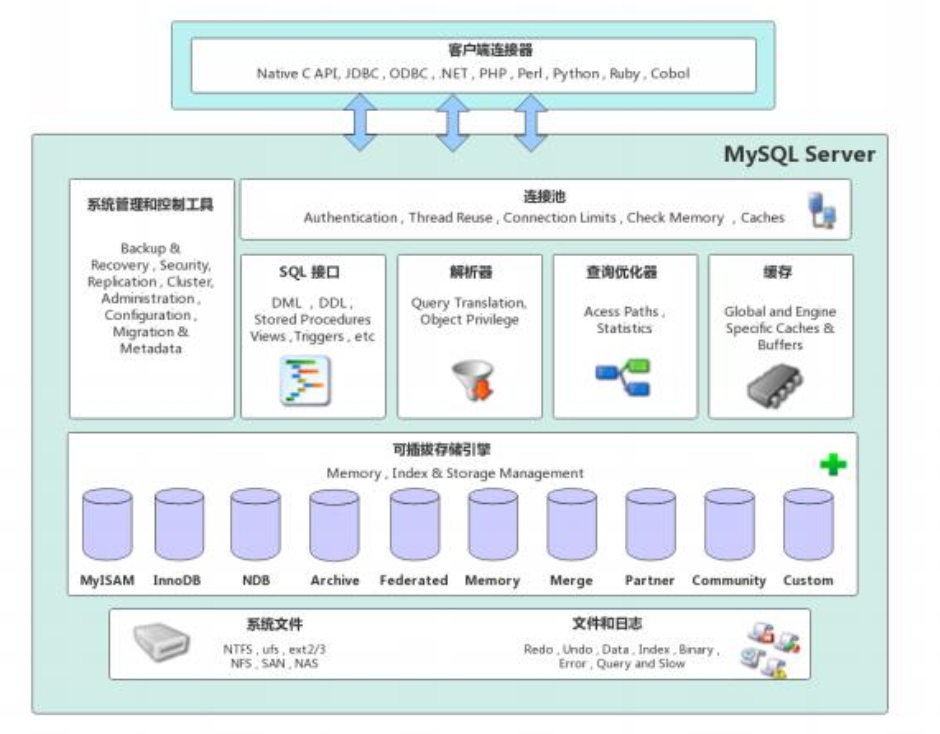 客户端连接器
Native C API, JDBC , ODBC , .NET , PHP , Perl , Python , Ruby , Cobol
MySQL Server
系统管理和控制工具
Backup &
Recovery , Security,
Replication , Cluster,
Administration ,
Configuration ,
Migration &
Metadata
连接池
Authentication , Thread Reuse , Connection Limits , Check Memory , Caches
SQL 接口
DML , DDL ,
Stored Procedures
Views ,Triggers , etc
解析器
Query Translation,
Object Privilege
查询优化器
Acess Paths ,
Statistics
缓存
Global and Engine
Specific Caches &
Buffers
可插拔存储引擎
Memory , Index & Storage Management
MyISAM InnoDB NDB Archive Federated Memory Merge Partner Community Custom
系统文件
NTFS , ufs , ext2/3
NFS , SAN , NAS
文件和日志
Redo , Undo , Data , Index , Binary ,
Error , Query and Slow